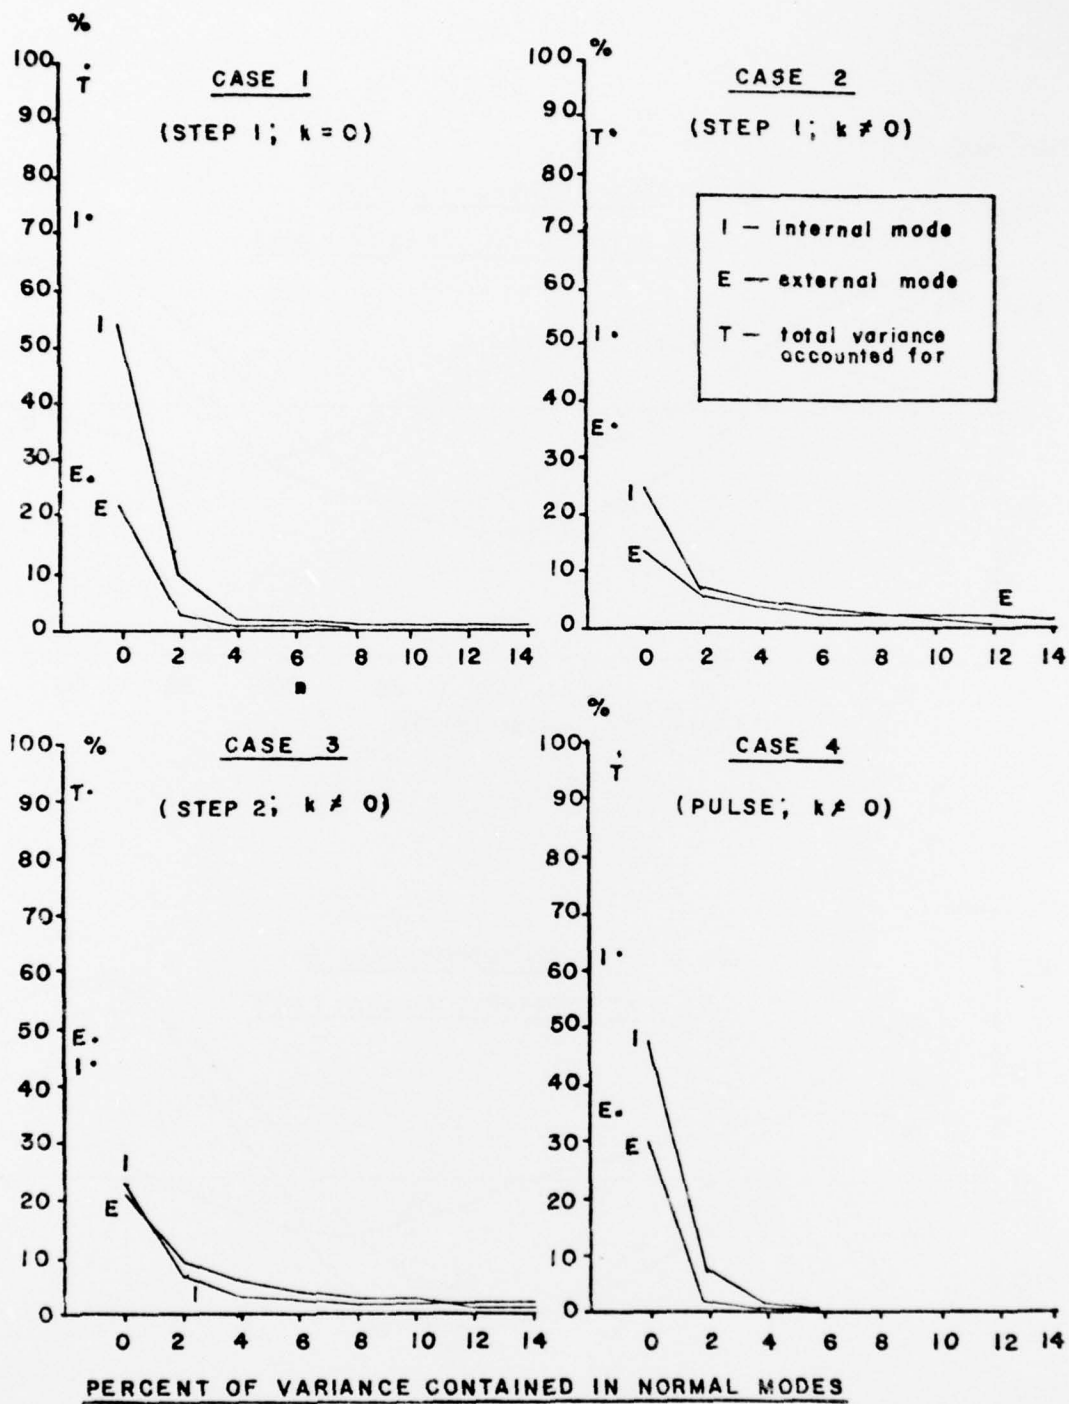 %
100
T
CASE 1
(STEP 1; k = 0)
90
80
I
70
60
I
50
40
30
E
E
20
10
0
0 2 4 6 8 10 12 14
n
%
100
CASE 2
(STEP 1; k ≠ 0)
90
T
80
70
60
I
50
40
E
30
I
20
E
10
E
0
0 2 4 6 8 10 12 14
I — internal mode
E — external mode
T — total variance
accounted for
100 %
CASE 3
(STEP 2; k ≠ 0)
T
90
80
70
60
50
E
I
40
30
I
E
20
10
I
0
0 2 4 6 8 10 12 14
%
100
T
CASE 4
(PULSE; k ≠ 0)
90
80
70
I
60
50
I
40
E
30
E
20
10
0
0 2 4 6 8 10 12 14
PERCENT OF VARIANCE CONTAINED IN NORMAL MODES